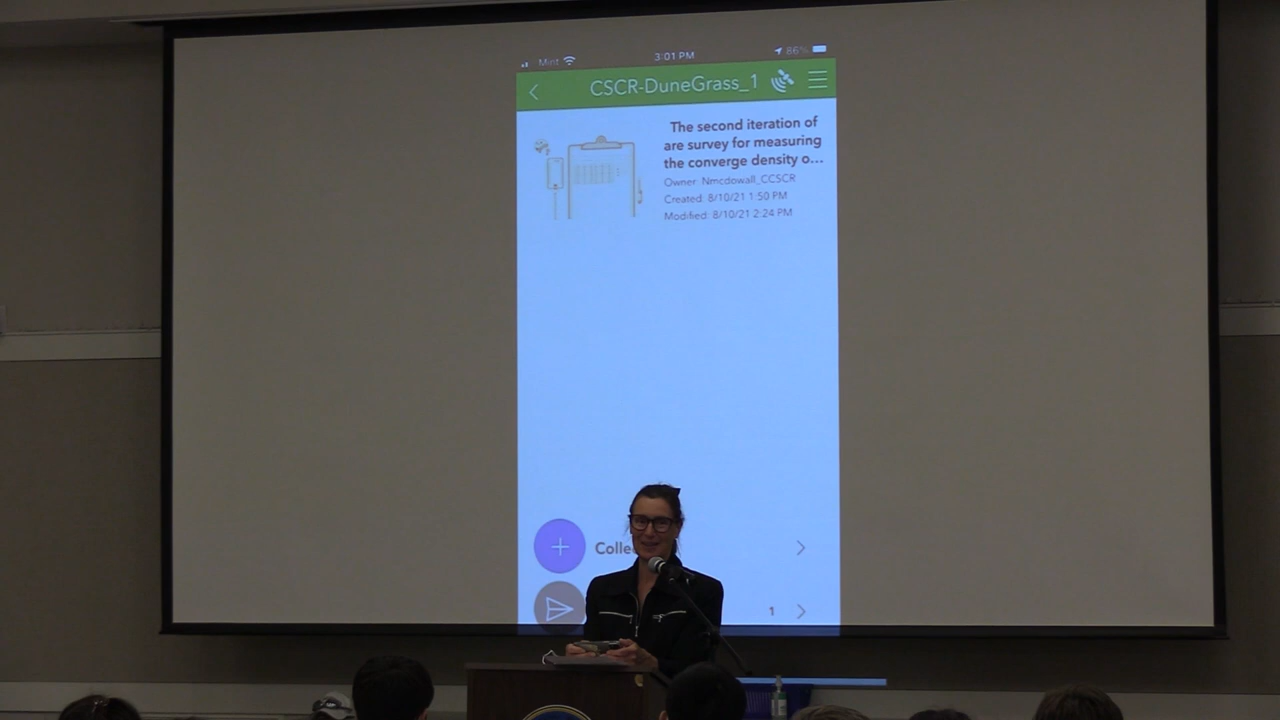 Mint 3:01 PM 86%
CSCR-DuneGrass_1
The second iteration of
are survey for measuring
the converge density o...
Owner: Nmcdowall_CCSCR
Created: 8/10/21 1:50 PM
Modified: 8/10/21 2:24 PM
Colle
1